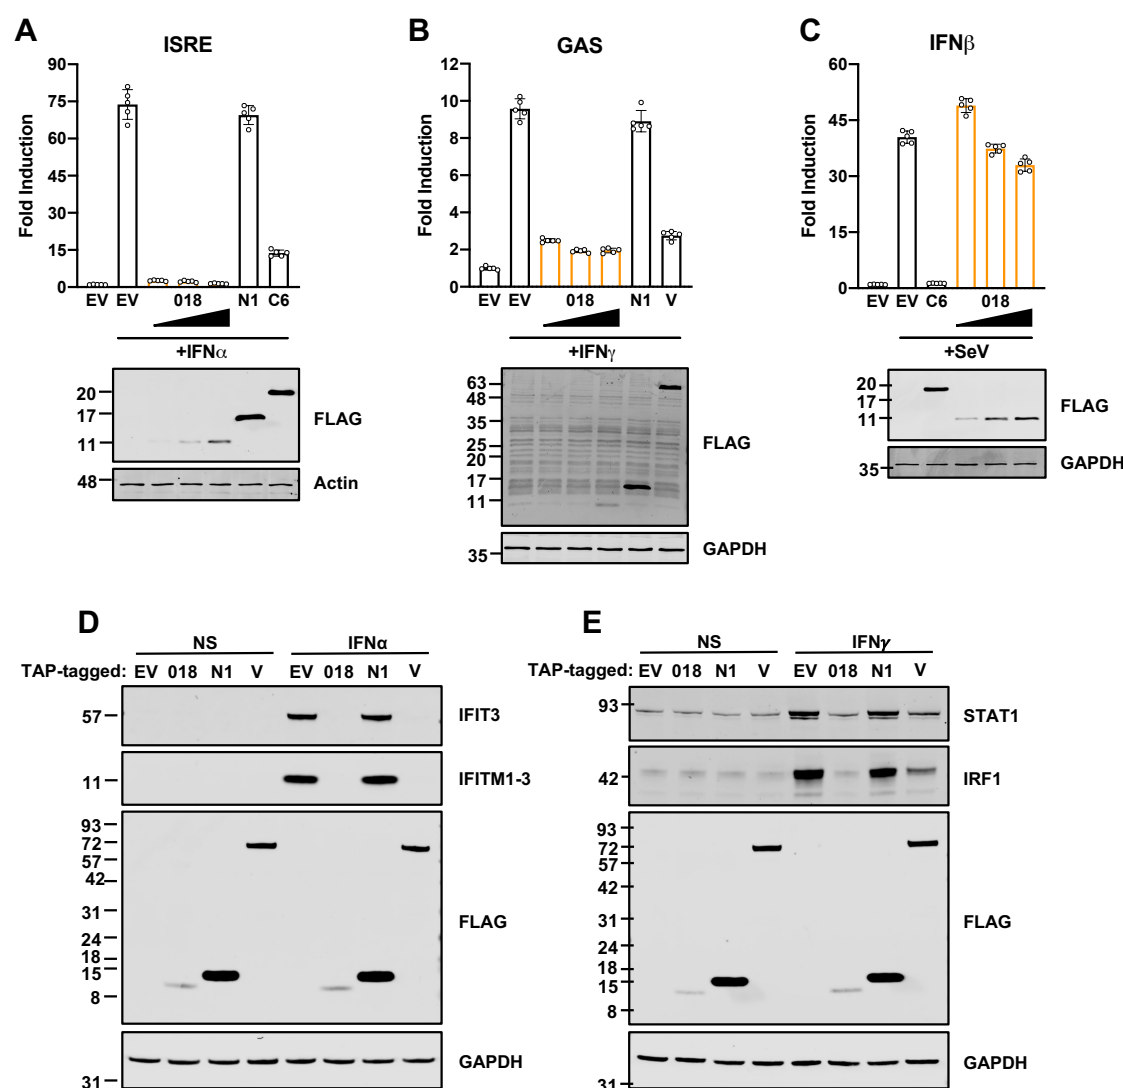 A
ISRE
Fold Induction
90
75
60
45
30
15
0
EV EV 018 N1 C6
+IFNα
20
17
11
FLAG
48
Actin
B
GAS
Fold Induction
12
10
8
6
4
2
0
EV EV 018 N1 V
+IFNγ
63
48
35
25
20
17
11
FLAG
35
GAPDH
C
IFNβ
Fold Induction
60
45
30
15
0
EV EV C6 018
+SeV
20
17
11
FLAG
35
GAPDH
D
NS IFNα
TAP-tagged: EV 018 N1 V EV 018 N1 V
57
IFIT3
11
IFITM1-3
93
72
57
42
31
24
18
15
8
FLAG
GAPDH
31
E
NS IFNγ
TAP-tagged: EV 018 N1 V EV 018 N1 V
93
STAT1
42
IRF1
93
72
57
42
31
24
18
15
8
FLAG
GAPDH
31